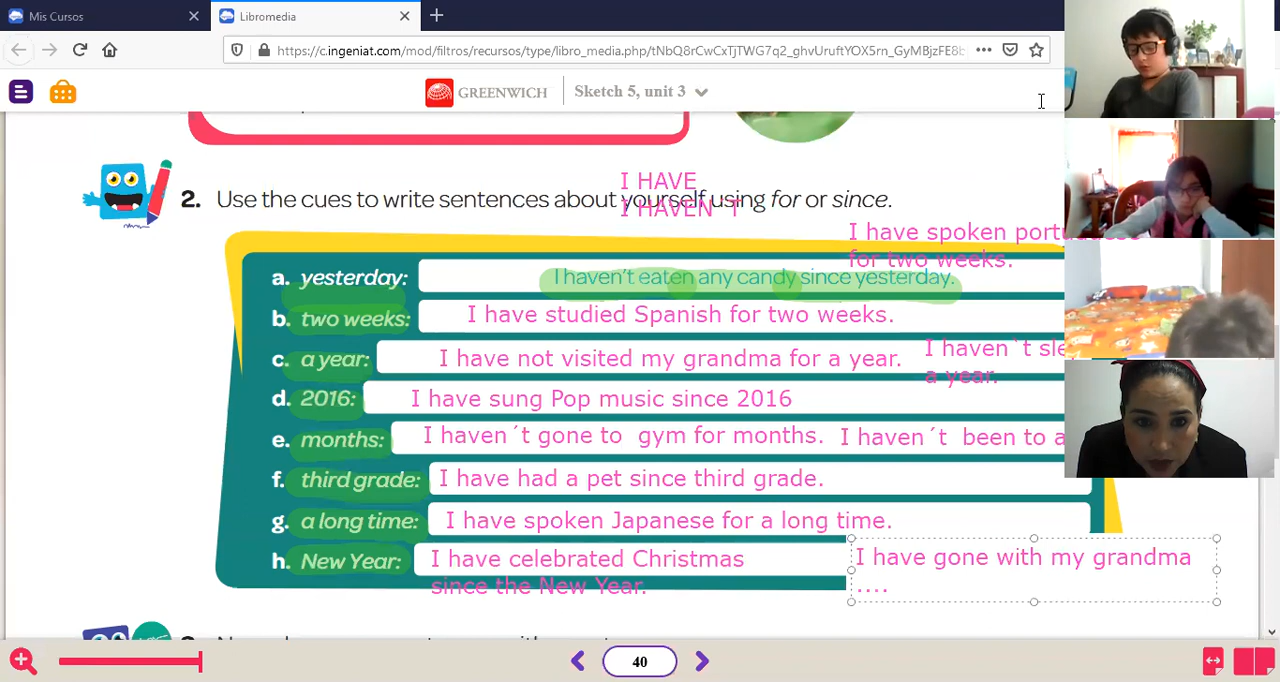 Mis Cursos
Libromedia
https://c.ingeniat.com/mod/filtros/recursos/type/libro_media.php/tNbQ8rCwCxTjTWG7q2_ghvUruftYOX5rn_GyMBjzFE8
GREENWICH
Sketch 5, unit 3
I HAVE
2. Use the cues to write sentences about yourself using for or since.
I HAVEN´T
I have spoken portuguese
for two weeks.
a. yesterday: I haven't eaten any candy since yesterday.
b. two weeks: I have studied Spanish for two weeks.
c. a year: I have not visited my grandma for a year. I haven`t
a year.
d. 2016: I have sung Pop music since 2016
e. months: I haven´t gone to gym for months. I haven´t been to
f. third grade: I have had a pet since third grade.
g. a long time: I have spoken Japanese for a long time.
h. New Year: I have celebrated Christmas
since the New Year.
I have gone with my grandma
....
40